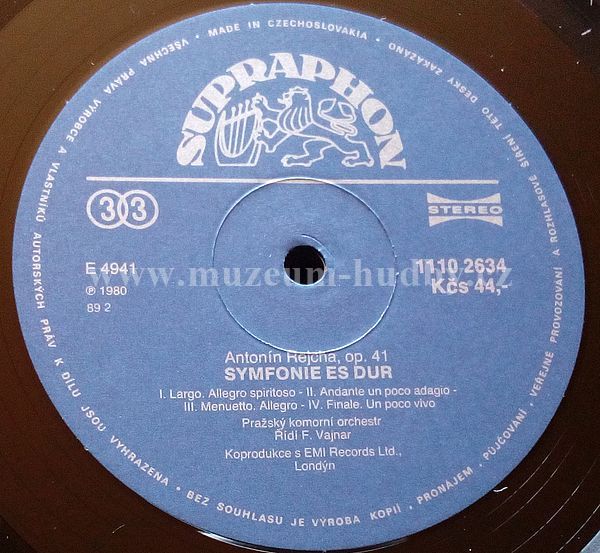 MADE IN CZECHOSLOVAKIA • VŠECHNA PRÁVA VÝROBCE A VLASTNÍKŮ AUTORSKÝCH PRÁV K DÍLU JSOU VYHRAZENA • BEZ SOUHLASU JE VÝROBA KOPIÍ, PRONÁJEM, PŮJČOVÁNÍ, VEŘEJNÉ PROVOZOVÁNÍ A ROZHLASOVÉ ŠÍŘENÍ TÉTO DESKY ZAKÁZÁNO •
SUPRAPHON
33
STEREO
E 4941
11 10 2634
℗ 1980
Kčs 44,-
89 2
www.muzeum-hudby.cz
Antonín Rejcha, op. 41
SYMFONIE ES DUR
I. Largo. Allegro spiritoso - II. Andante un poco adagio -
III. Menuetto. Allegro - IV. Finale. Un poco vivo
Pražský komorní orchestr
Řídí F. Vajnar
Koprodukce s EMI Records Ltd.,
Londýn